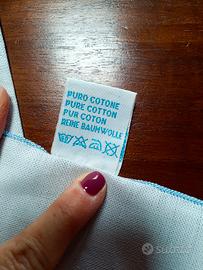 PURO COTONE
PURE COTTON
PUR COTON
REINE BAUMWOLLE
subito